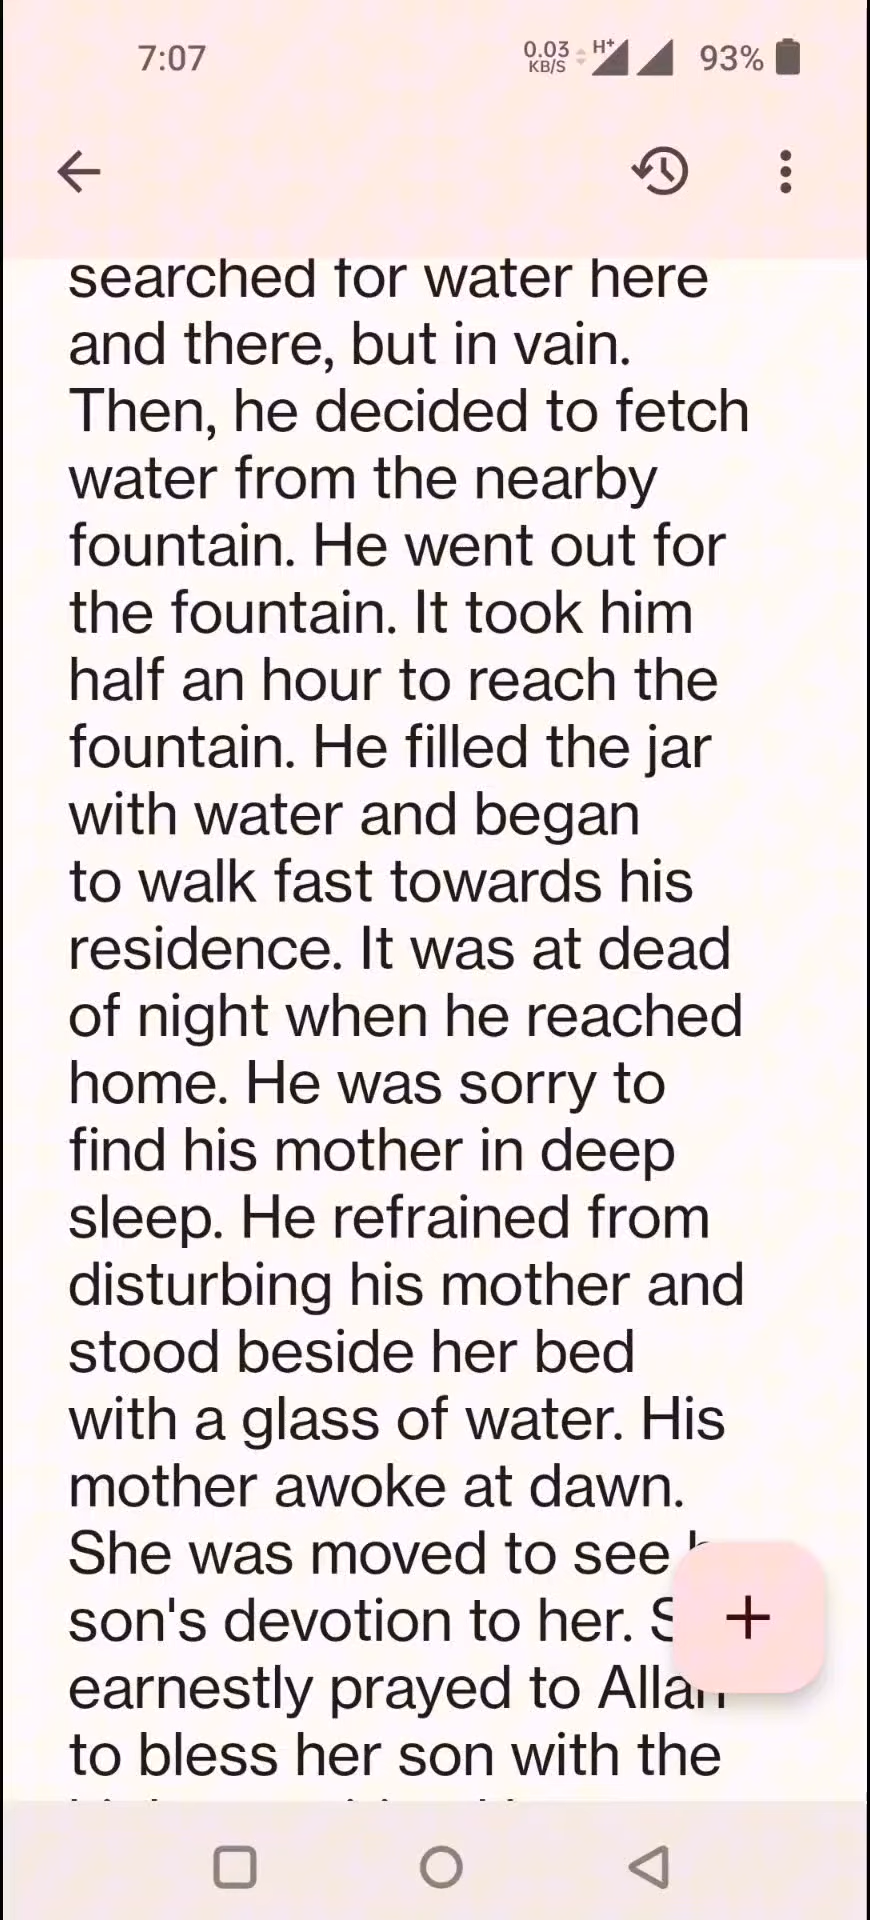 7:07
0.03 KB/S H+ 93%
searched for water here
and there, but in vain.
Then, he decided to fetch
water from the nearby
fountain. He went out for
the fountain. It took him
half an hour to reach the
fountain. He filled the jar
with water and began
to walk fast towards his
residence. It was at dead
of night when he reached
home. He was sorry to
find his mother in deep
sleep. He refrained from
disturbing his mother and
stood beside her bed
with a glass of water. His
mother awoke at dawn.
She was moved to see
son's devotion to her.
earnestly prayed to Allah
to bless her son with the